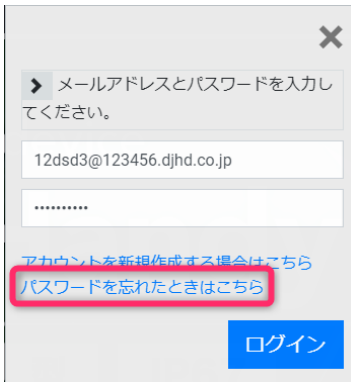 メールアドレスとパスワードを入力し
てください。
12dsd3@123456.djhd.co.jp
••••••••••
アカウントを新規作成する場合はこちら
パスワードを忘れたときはこちら
ログイン